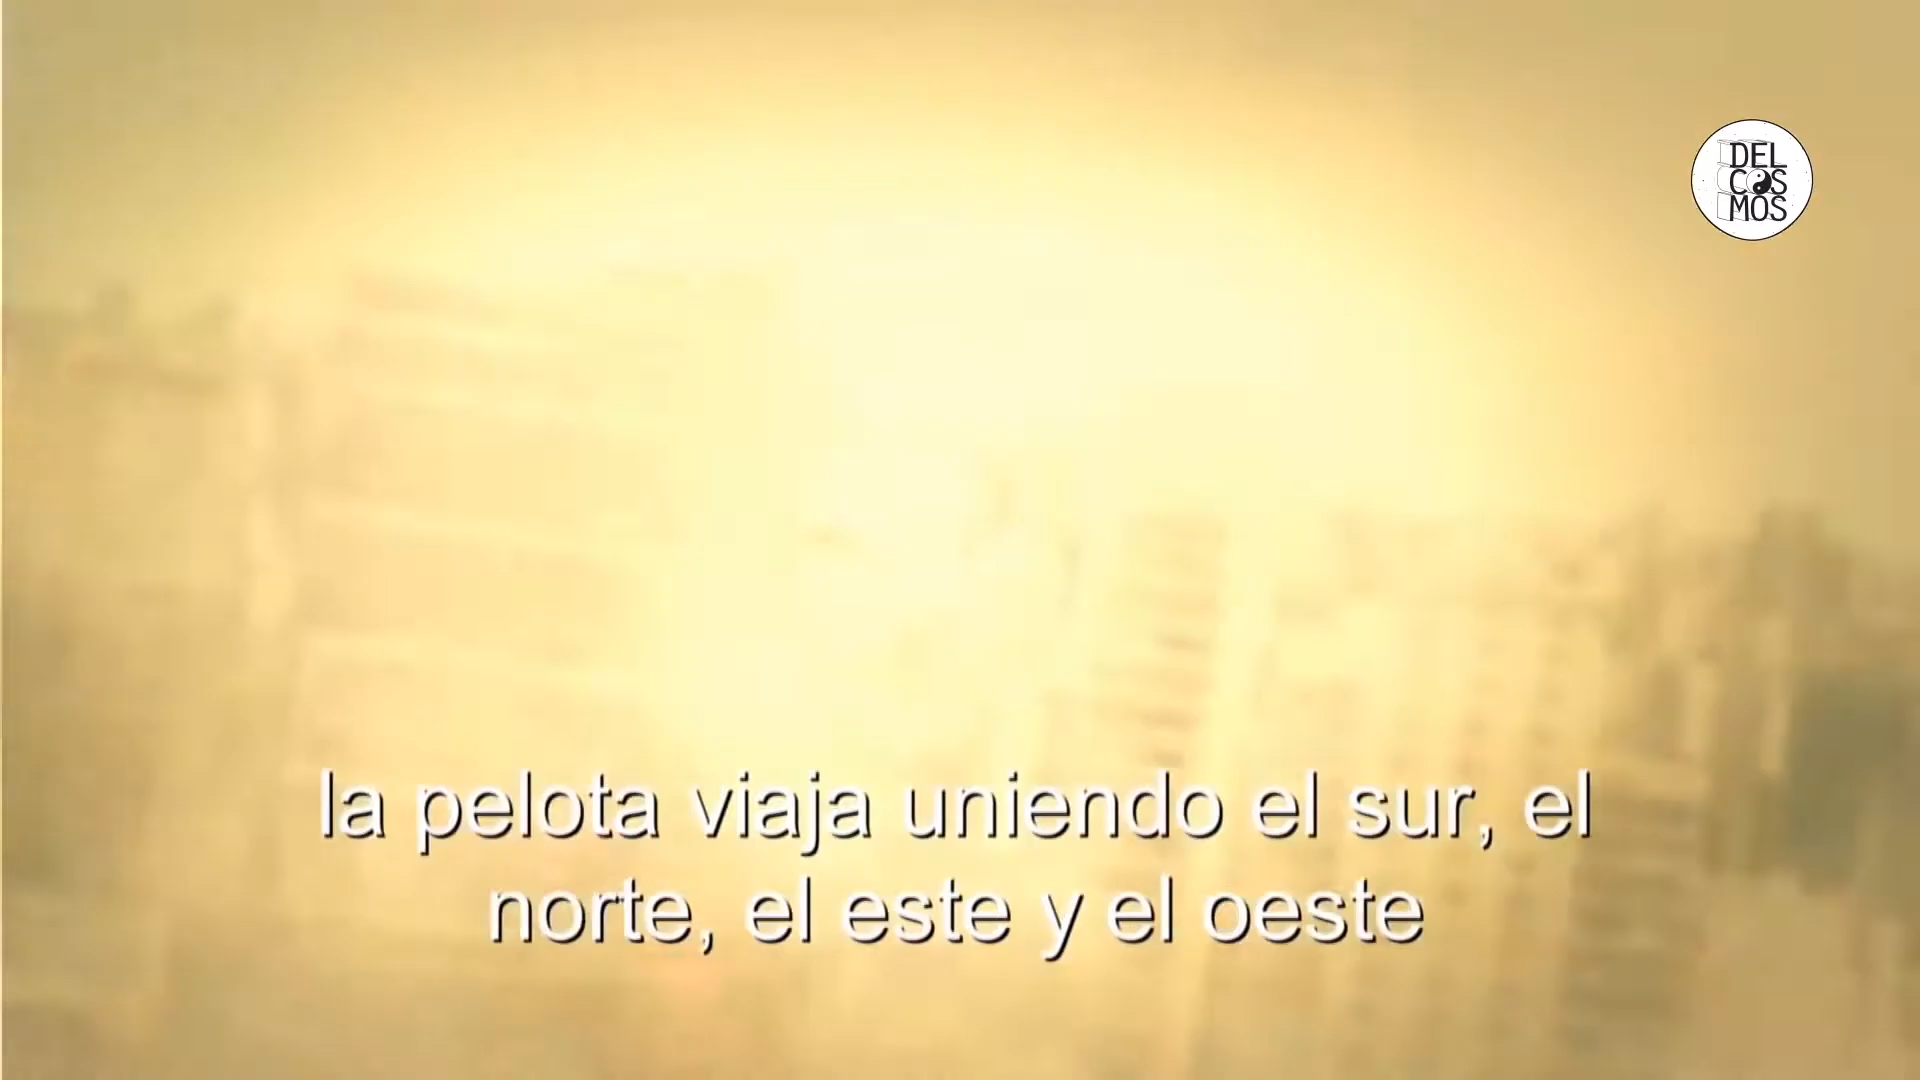 DEL
COS
MOS
la pelota viaja uniendo el sur, el
norte, el este y el oeste